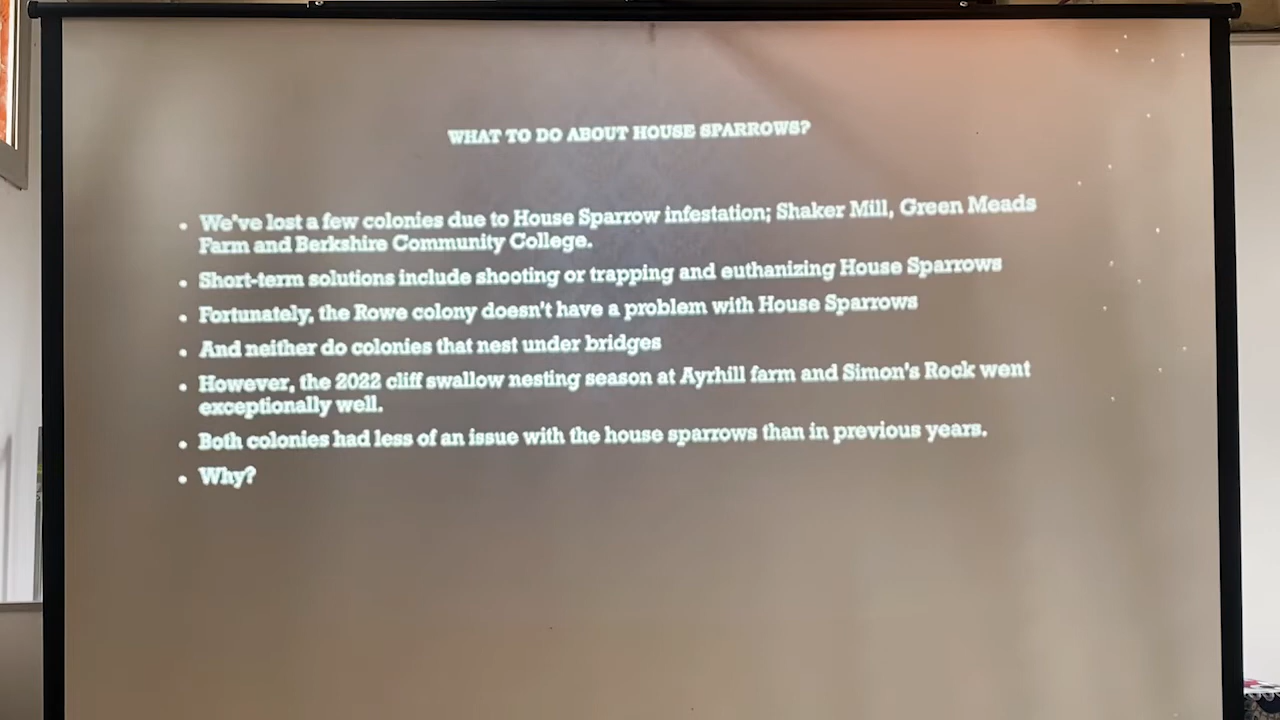 WHAT TO DO ABOUT HOUSE SPARROWS?
• We've lost a few colonies due to House Sparrow infestation; Shaker Mill, Green Meads
Farm and Berkshire Community College.
• Short-term solutions include shooting or trapping and euthanizing House Sparrows
• Fortunately, the Rowe colony doesn't have a problem with House Sparrows
• And neither do colonies that nest under bridges
• However, the 2022 cliff swallow nesting season at Ayrhill farm and Simon's Rock went
exceptionally well.
• Both colonies had less of an issue with the house sparrows than in previous years.
• Why?